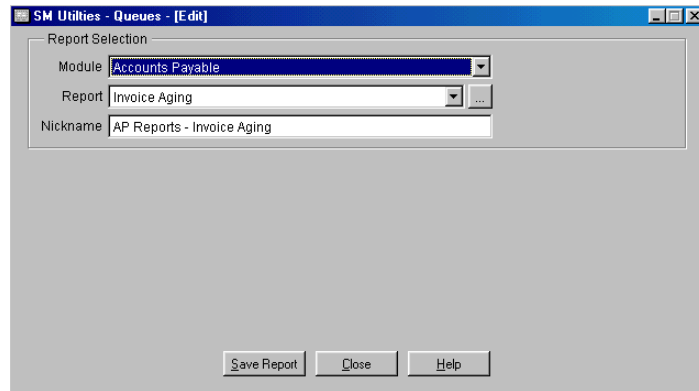 SM Utilties - Queues - [Edit]
Report Selection
Module Accounts Payable
Report Invoice Aging ...
Nickname AP Reports - Invoice Aging
Save Report Close Help